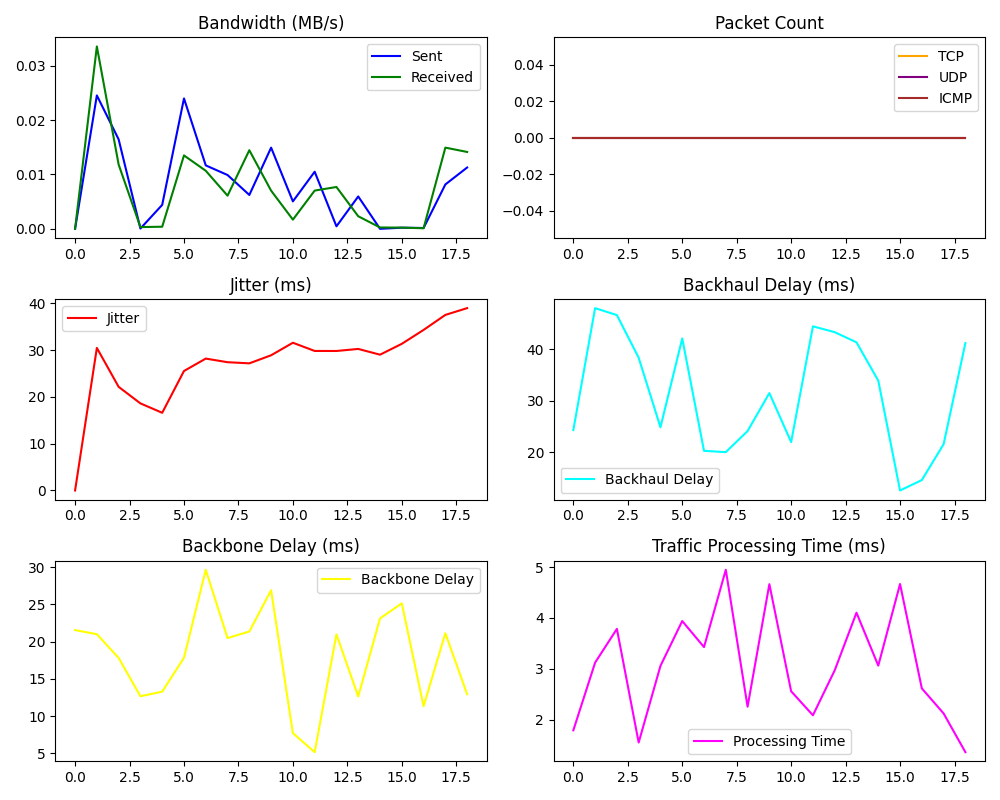 Bandwidth (MB/s)
Sent
Received
0.03
0.02
0.01
0.00
0.0 2.5 5.0 7.5 10.0 12.5 15.0 17.5
Packet Count
TCP
UDP
ICMP
0.04
0.02
0.00
−0.02
−0.04
0.0 2.5 5.0 7.5 10.0 12.5 15.0 17.5
Jitter (ms)
Jitter
40
30
20
10
0
0.0 2.5 5.0 7.5 10.0 12.5 15.0 17.5
Backhaul Delay (ms)
40
30
20
Backhaul Delay
0.0 2.5 5.0 7.5 10.0 12.5 15.0 17.5
Backbone Delay (ms)
Backbone Delay
30
25
20
15
10
5
0.0 2.5 5.0 7.5 10.0 12.5 15.0 17.5
Traffic Processing Time (ms)
5
4
3
2
Processing Time
0.0 2.5 5.0 7.5 10.0 12.5 15.0 17.5